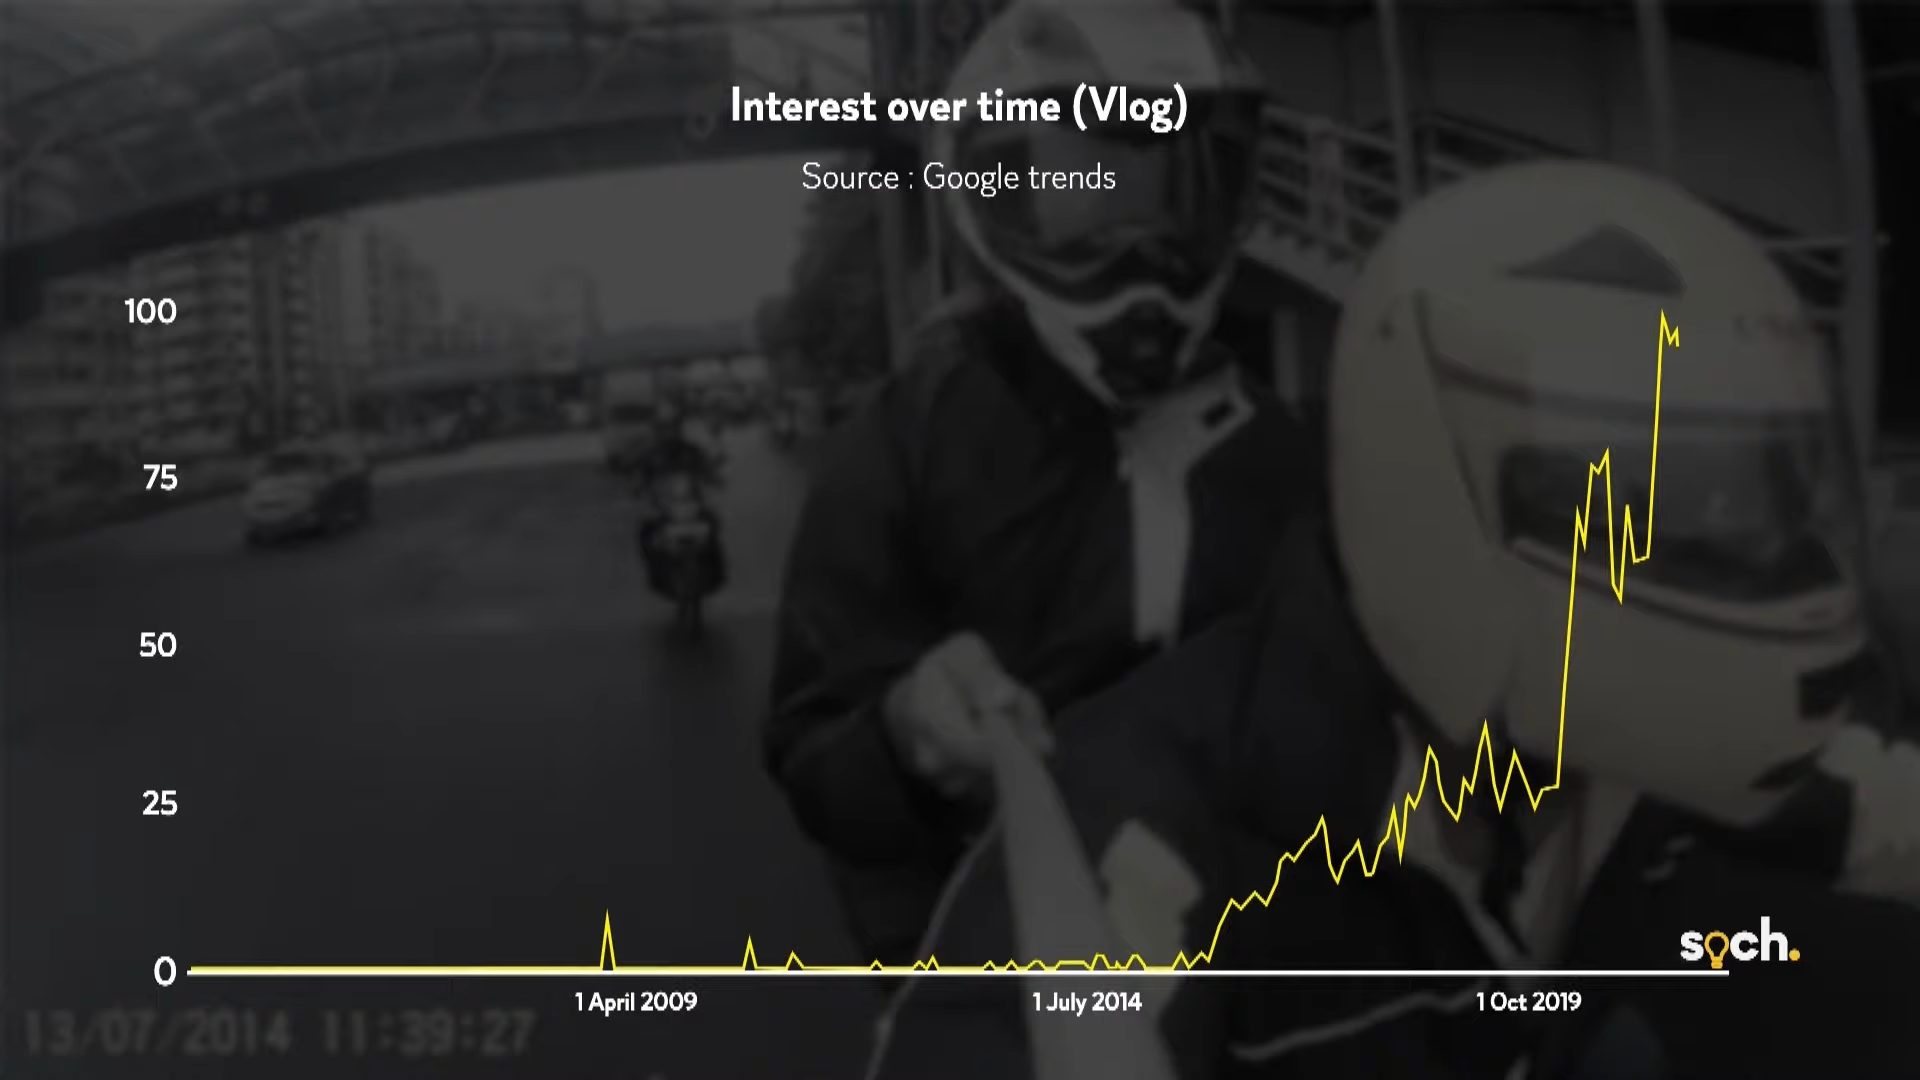 Interest over time (Vlog)
Source : Google trends
100
75
50
25
0
1 April 2009
1 July 2014
1 Oct 2019
soch.
13/07/2014 11:39:27